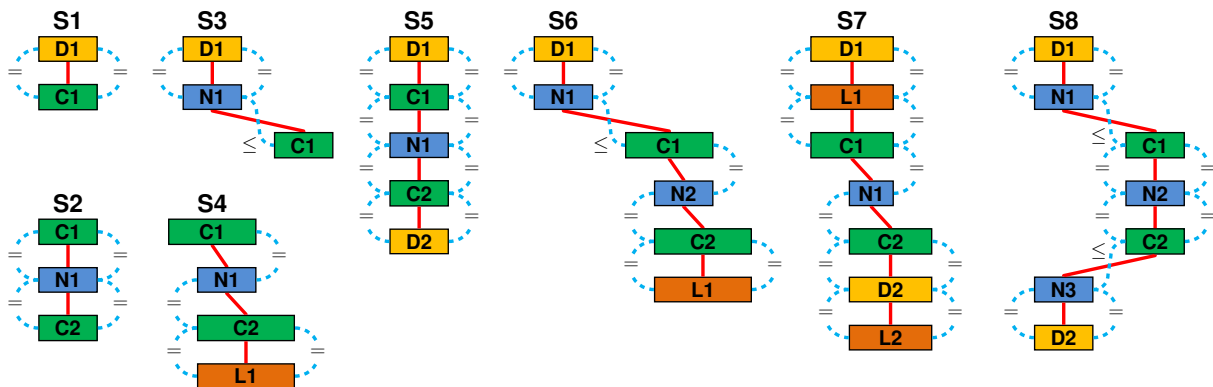 S1
D1
=
=
C1
S3
D1
=
=
N1
≤
C1
S5
D1
=
=
C1
=
=
N1
=
=
C2
=
=
D2
S6
D1
=
=
N1
≤
C1
=
N2
C2
=
=
L1
S7
D1
=
=
L1
=
=
C1
=
N1
=
C2
=
=
D2
=
=
L2
S8
D1
=
=
N1
≤
C1
=
=
N2
=
=
C2
≤
N3
=
=
D2
S2
C1
=
=
N1
=
=
C2
S4
C1
=
N1
C2
=
=
L1